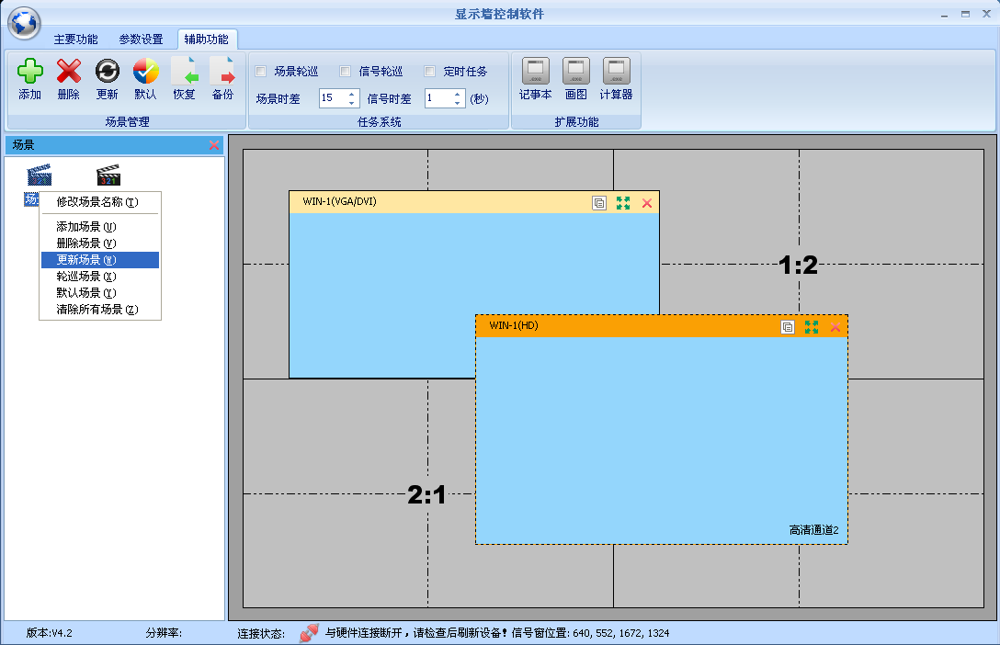 显示墙控制软件
主要功能 参数设置 辅助功能
添加 删除 更新 默认 恢复 备份
场景管理
场景轮巡 信号轮巡 定时任务
场景时差 15 信号时差 1 (秒)
任务系统
记事本 画图 计算器
扩展功能
场景
321 321
场
修改场景名称(T)
添加场景(U)
删除场景(V)
更新场景(W)
轮巡场景(X)
默认场景(Y)
清除所有场景(Z)
WIN-1(VGA/DVI)
1:2
WIN-1(HD)
2:1
高清通道2
版本:V4.2 分辨率: 连接状态: 与硬件连接断开，请检查后刷新设备! 信号窗位置: 640, 552, 1672, 1324